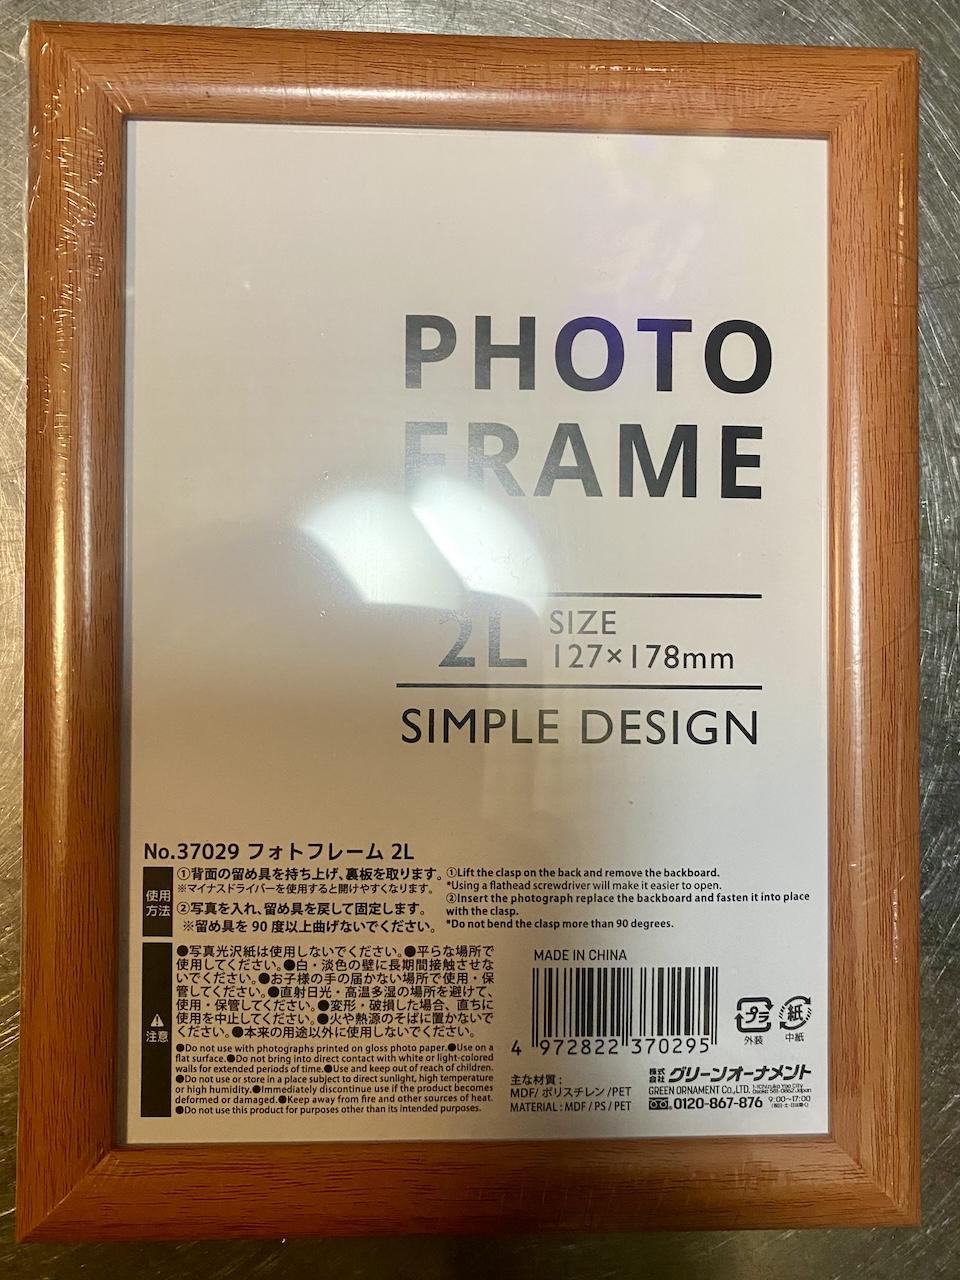 PHOTO
FRAME
2L
SIZE
127×178mm
SIMPLE DESIGN
No.37029 フォトフレーム 2L
使用
方法
①背面の留め具を持ち上げ、裏板を取ります。
※マイナスドライバーを使用すると開けやすくなります。
②写真を入れ、留め具を戻して固定します。
※留め具を 90 度以上曲げないでください。
①Lift the clasp on the back and remove the backboard.
*Using a flathead screwdriver will make it easier to open.
②Insert the photograph replace the backboard and fasten it into place
with the clasp.
*Do not bend the clasp more than 90 degrees.
注意
●写真光沢紙は使用しないでください。●平らな場所で
使用してください。●白・淡色の壁に長期間接触させな
いでください。●お子様の手の届かない場所で使用・保
管してください。●直射日光・高温多湿の場所を避けて、
使用・保管してください。●変形・破損した場合、直ちに
使用を中止してください。●火や熱源のそばに置かないで
ください。●本来の用途以外に使用しないでください。
●Do not use with photographs printed on gloss photo paper.●Use on a
flat surface.●Do not bring into direct contact with white or light-colored
walls for extended periods of time.●Use and keep out of reach of children.
●Do not use or store in a place subject to direct sunlight, high temperature
or high humidity.●Immediately discontinue use if the product becomes
deformed or damaged.●Keep away from fire and other sources of heat.
●Do not use this product for purposes other than its intended purposes.
MADE IN CHINA
4 972822 370295
プラ
外装
紙
中紙
主な材質：
MDF/ ポリスチレン /PET
MATERIAL : MDF / PS / PET
株式
会社 グリーンオーナメント
GREEN ORNAMENT Co.,LTD.
0120-867-876 9:00~17:00